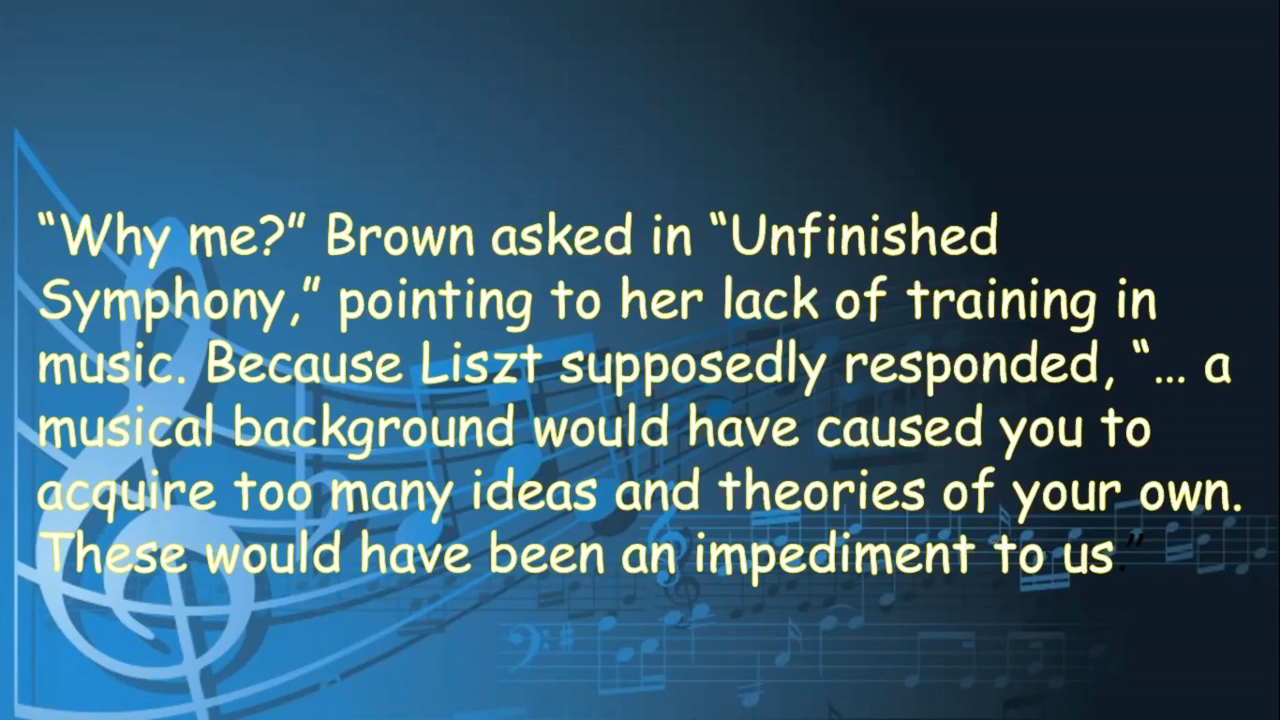 “Why me?” Brown asked in “Unfinished
Symphony,” pointing to her lack of training in
music. Because Liszt supposedly responded, “… a
musical background would have caused you to
acquire too many ideas and theories of your own.
These would have been an impediment to us.”